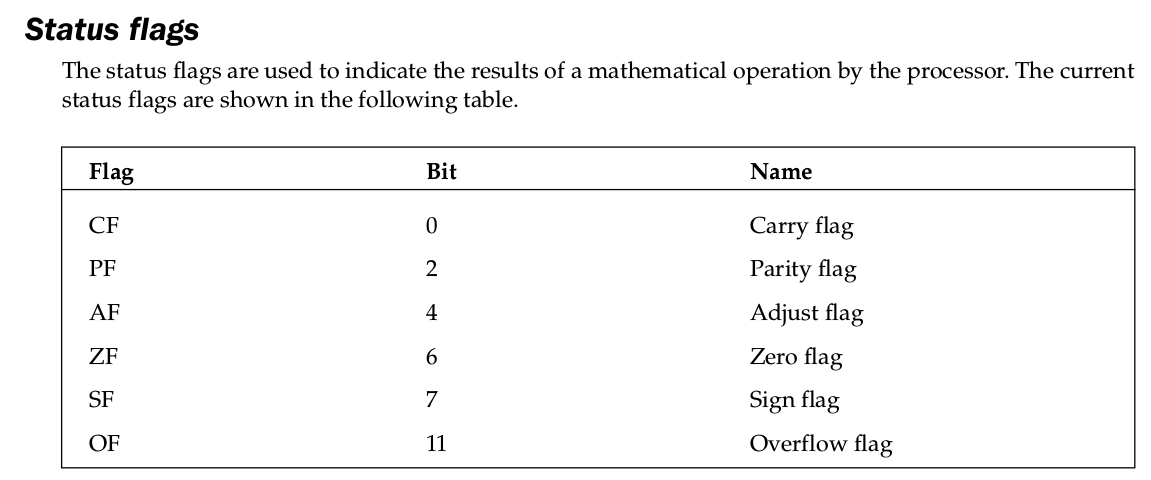 Status flags
The status flags are used to indicate the results of a mathematical operation by the processor. The current
status flags are shown in the following table.
Flag Bit Name
CF 0 Carry flag
PF 2 Parity flag
AF 4 Adjust flag
ZF 6 Zero flag
SF 7 Sign flag
OF 11 Overflow flag